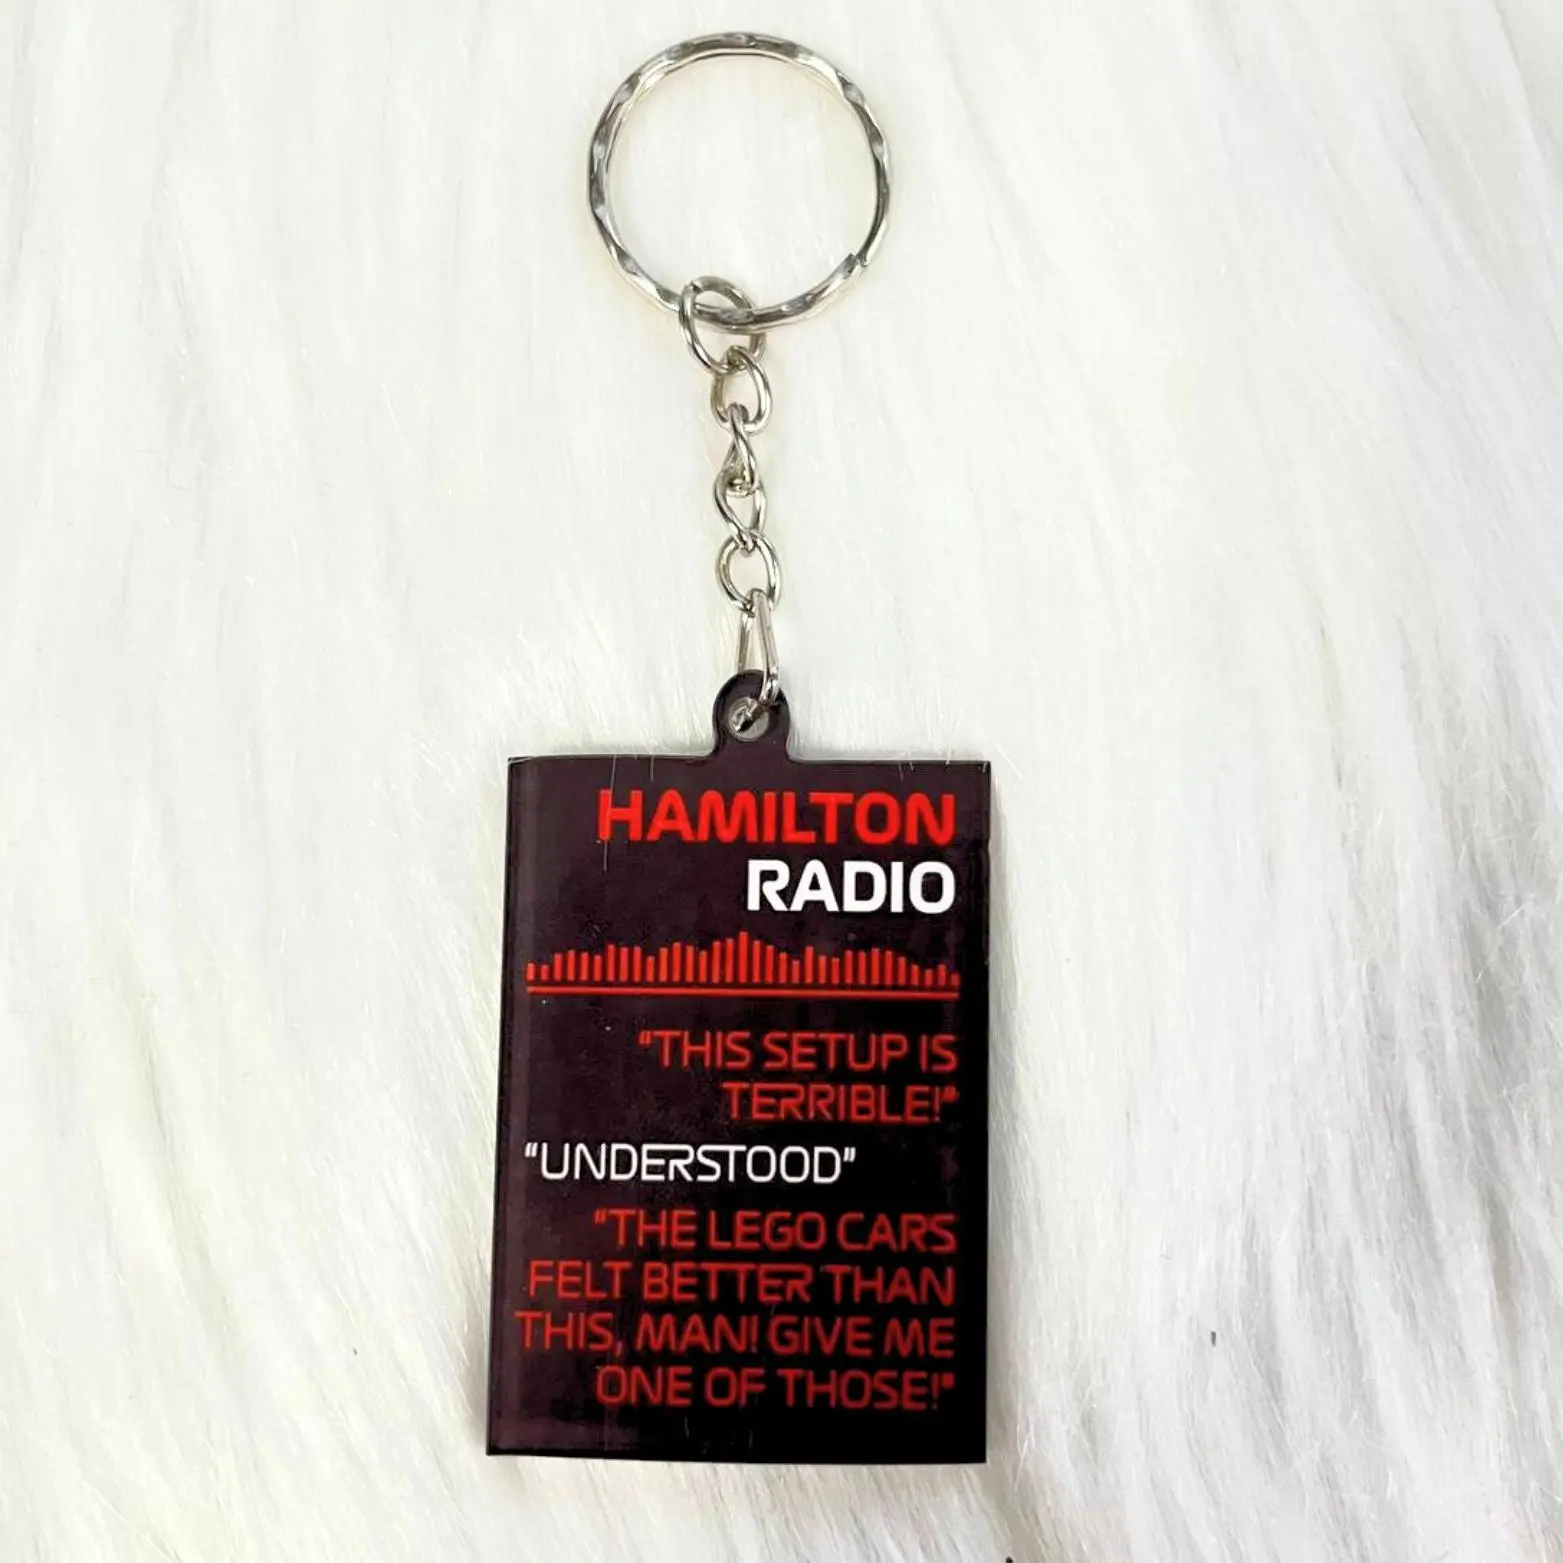 HAMILTON
RADIO
"THIS SETUP IS
TERRIBLE!"
"UNDERSTOOD"
"THE LEGO CARS
FELT BETTER THAN
THIS, MAN! GIVE ME
ONE OF THOSE!"